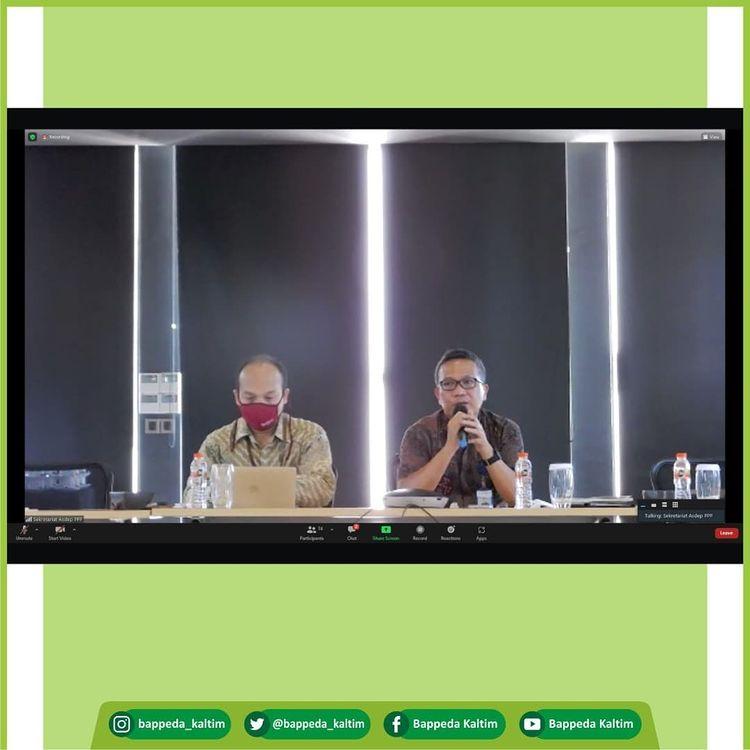 Recording
View
Sekretariat Asdep PPP
Talking: Sekretariat Asdep PPP
Unmute
Start Video
Participants
14
Chat
Share Screen
Record
Reactions
Apps
Leave
bappeda_kaltim
@bappeda_kaltim
Bappeda Kaltim
Bappeda Kaltim